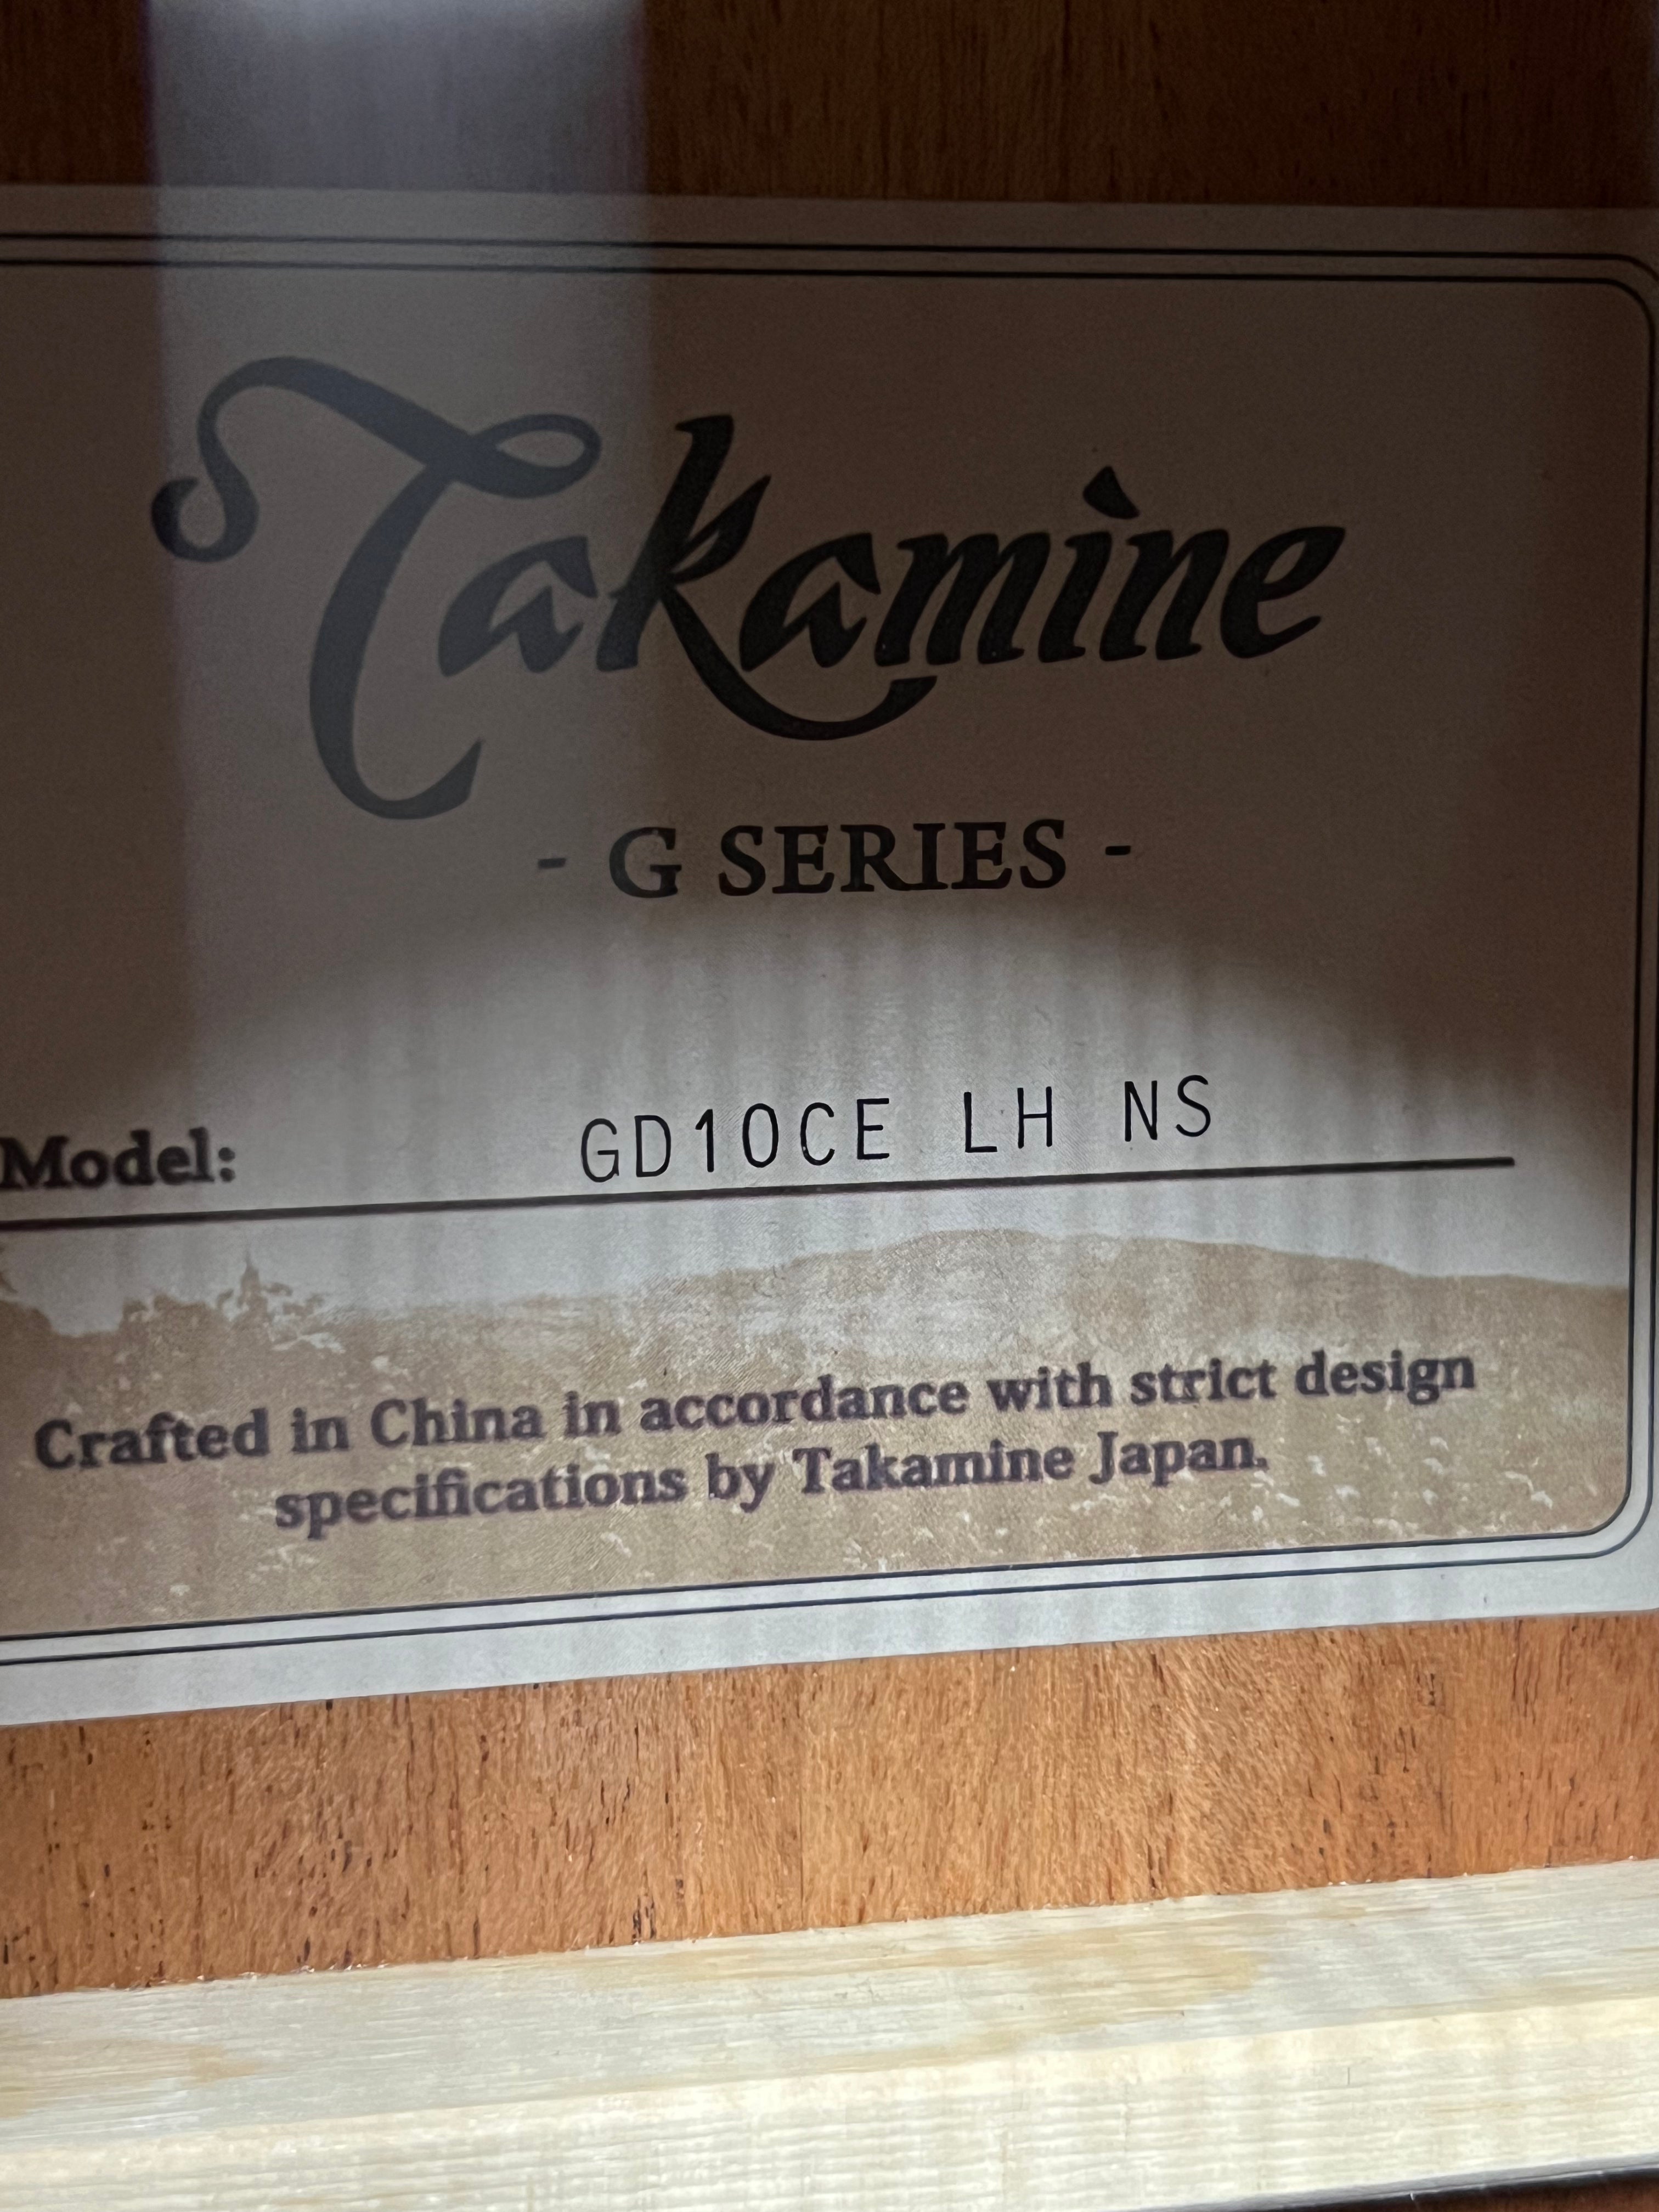 Takamine
- G SERIES -
Model: GD10CE LH NS
Crafted in China in accordance with strict design
specifications by Takamine Japan.